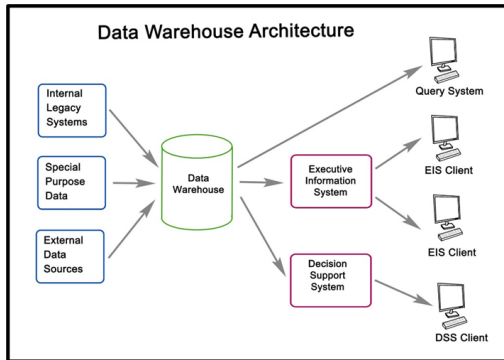 Data Warehouse Architecture
Internal
Legacy
Systems
Special
Purpose
Data
External
Data
Sources
Data
Warehouse
Executive
Information
System
Decision
Support
System
Query System
EIS Client
EIS Client
DSS Client